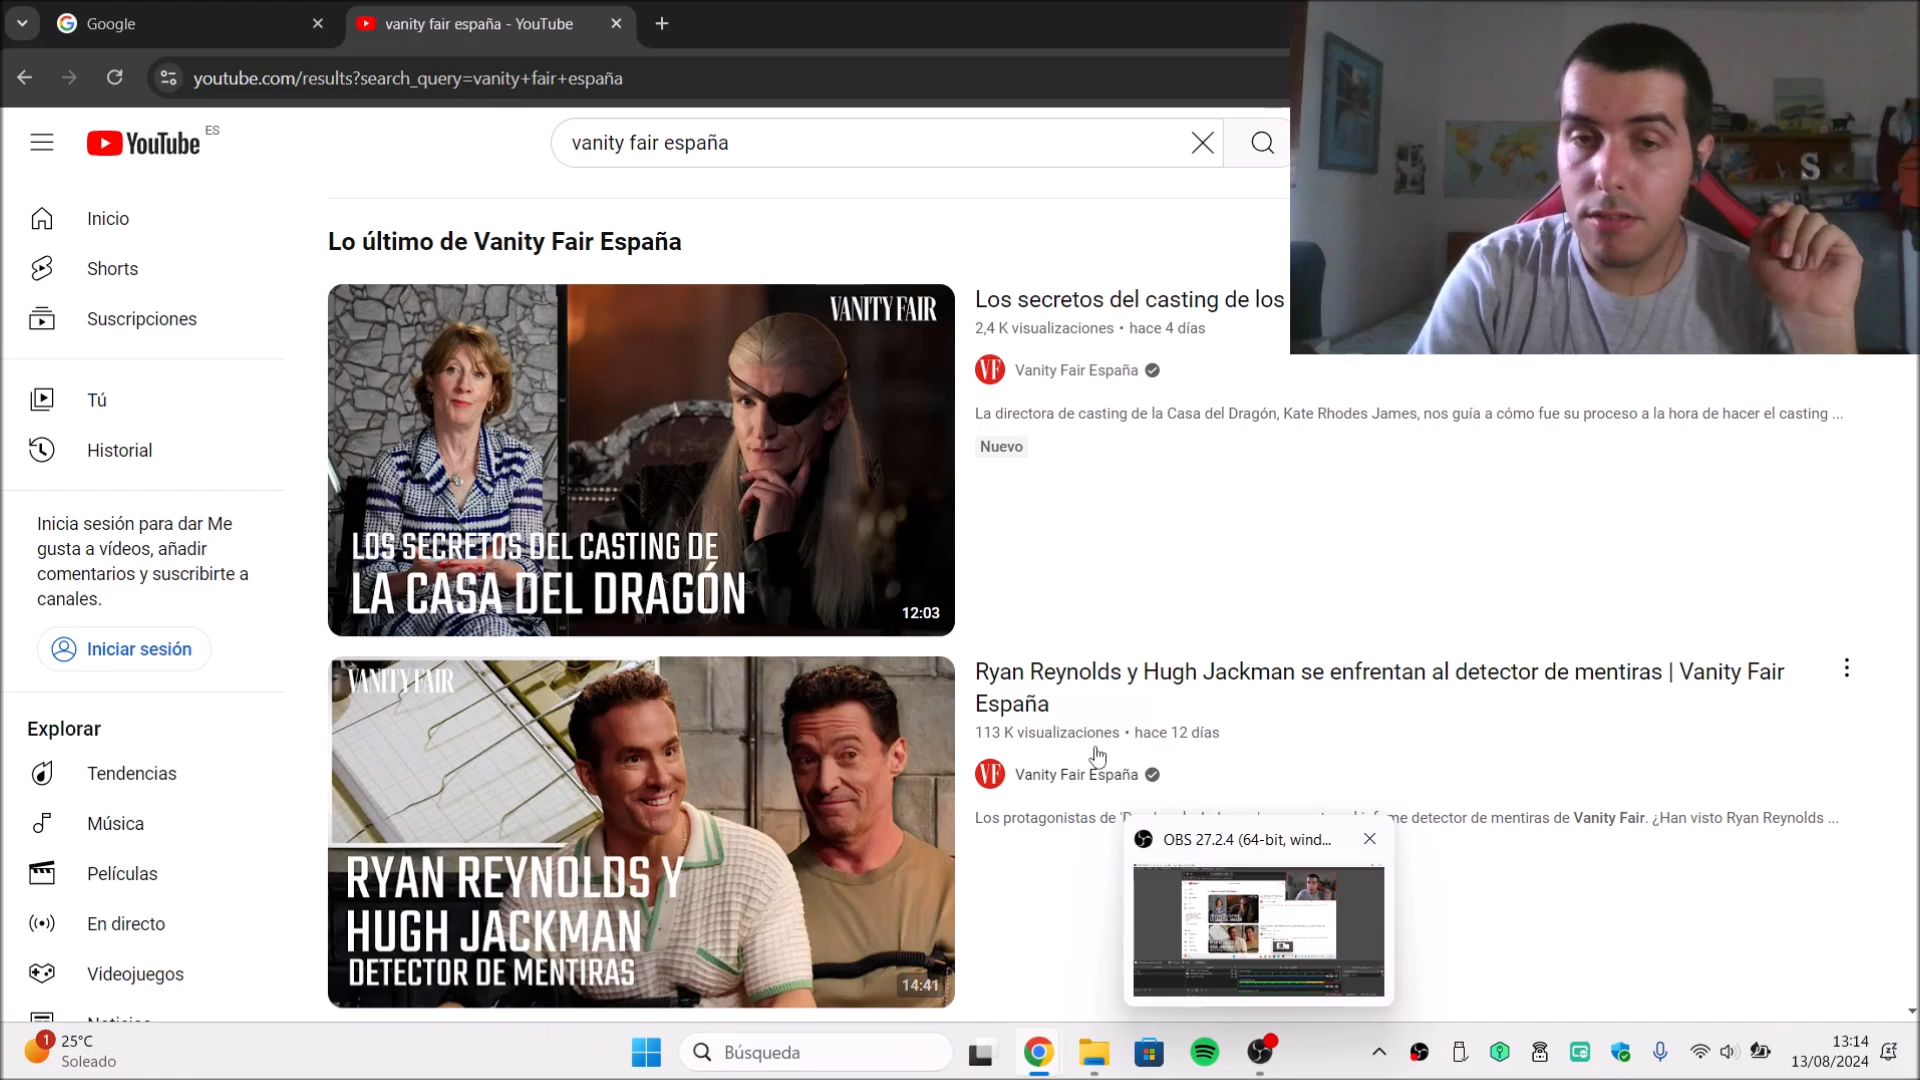 Google
vanity fair españa - YouTube
youtube.com/results?search_query=vanity+fair+españa
YouTube ES
vanity fair españa
Inicio
Shorts
Suscripciones
Tú
Historial
Inicia sesión para dar Me
gusta a vídeos, añadir
comentarios y suscribirte a
canales.
Iniciar sesión
Explorar
Tendencias
Música
Películas
En directo
Videojuegos
Lo último de Vanity Fair España
VANITY FAIR
LOS SECRETOS DEL CASTING DE
LA CASA DEL DRAGÓN
12:03
Los secretos del casting de los
2,4 K visualizaciones • hace 4 días
VF Vanity Fair España
La directora de casting de la Casa del Dragón, Kate Rhodes James, nos guía a cómo fue su proceso a la hora de hacer el casting ...
Nuevo
VANITY FAIR
RYAN REYNOLDS Y
HUGH JACKMAN
DETECTOR DE MENTIRAS
14:41
Ryan Reynolds y Hugh Jackman se enfrentan al detector de mentiras | Vanity Fair
España
113 K visualizaciones • hace 12 días
VF Vanity Fair España
Los protagonistas de detector de mentiras de Vanity Fair. ¿Han visto Ryan Reynolds ...
OBS 27.2.4 (64-bit, wind...
S
1
25°C
Soleado
Búsqueda
13:14
13/08/2024